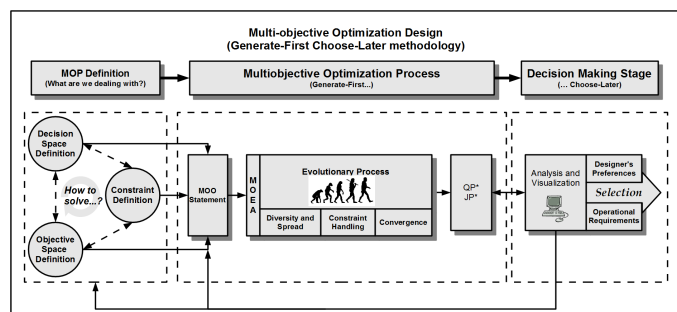 Multi-objective Optimization Design
(Generate-First Choose-Later methodology)
MOP Definition
(What are we dealing with?)
Multiobjective Optimization Process
(Generate-First...)
Decision Making Stage
(... Choose-Later)
Decision
Space
Definition
How to
solve...?
Constraint
Definition
Objective
Space
Definition
MOO
Statement
MOEA
Evolutionary Process
Diversity and
Spread
Constraint
Handling
Convergence
QP*
JP*
Analysis and
Visualization
Designer's
Preferences
Selection
Operational
Requirements